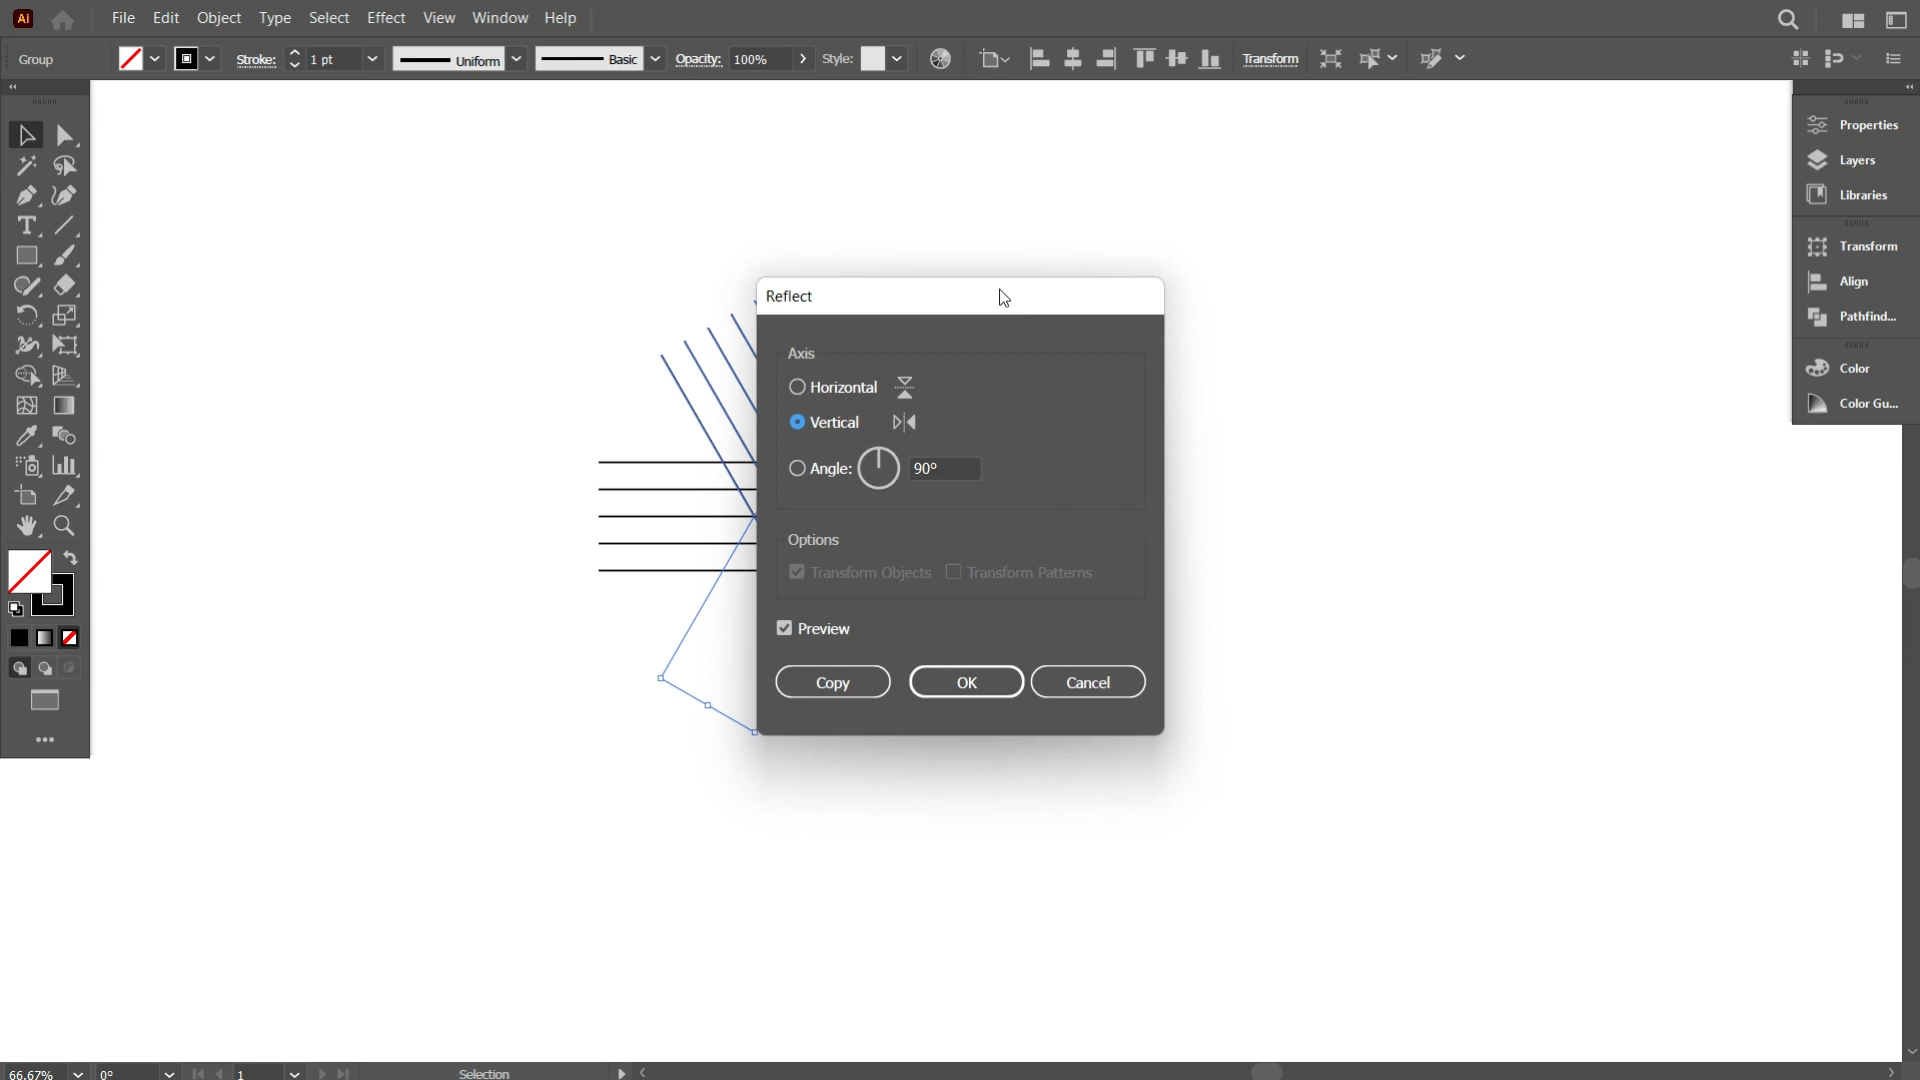 Ai File Edit Object Type Select Effect View Window Help
Group Stroke: 1 pt Uniform Basic Opacity: 100% Style: Transform
Properties
Layers
Libraries
Transform
Align
Pathfind...
Color
Color Gu...
Reflect
Axis
Horizontal
Vertical
Angle: 90°
Options
Transform Objects Transform Patterns
Preview
Copy OK Cancel
66.67% 0° 1 Selection